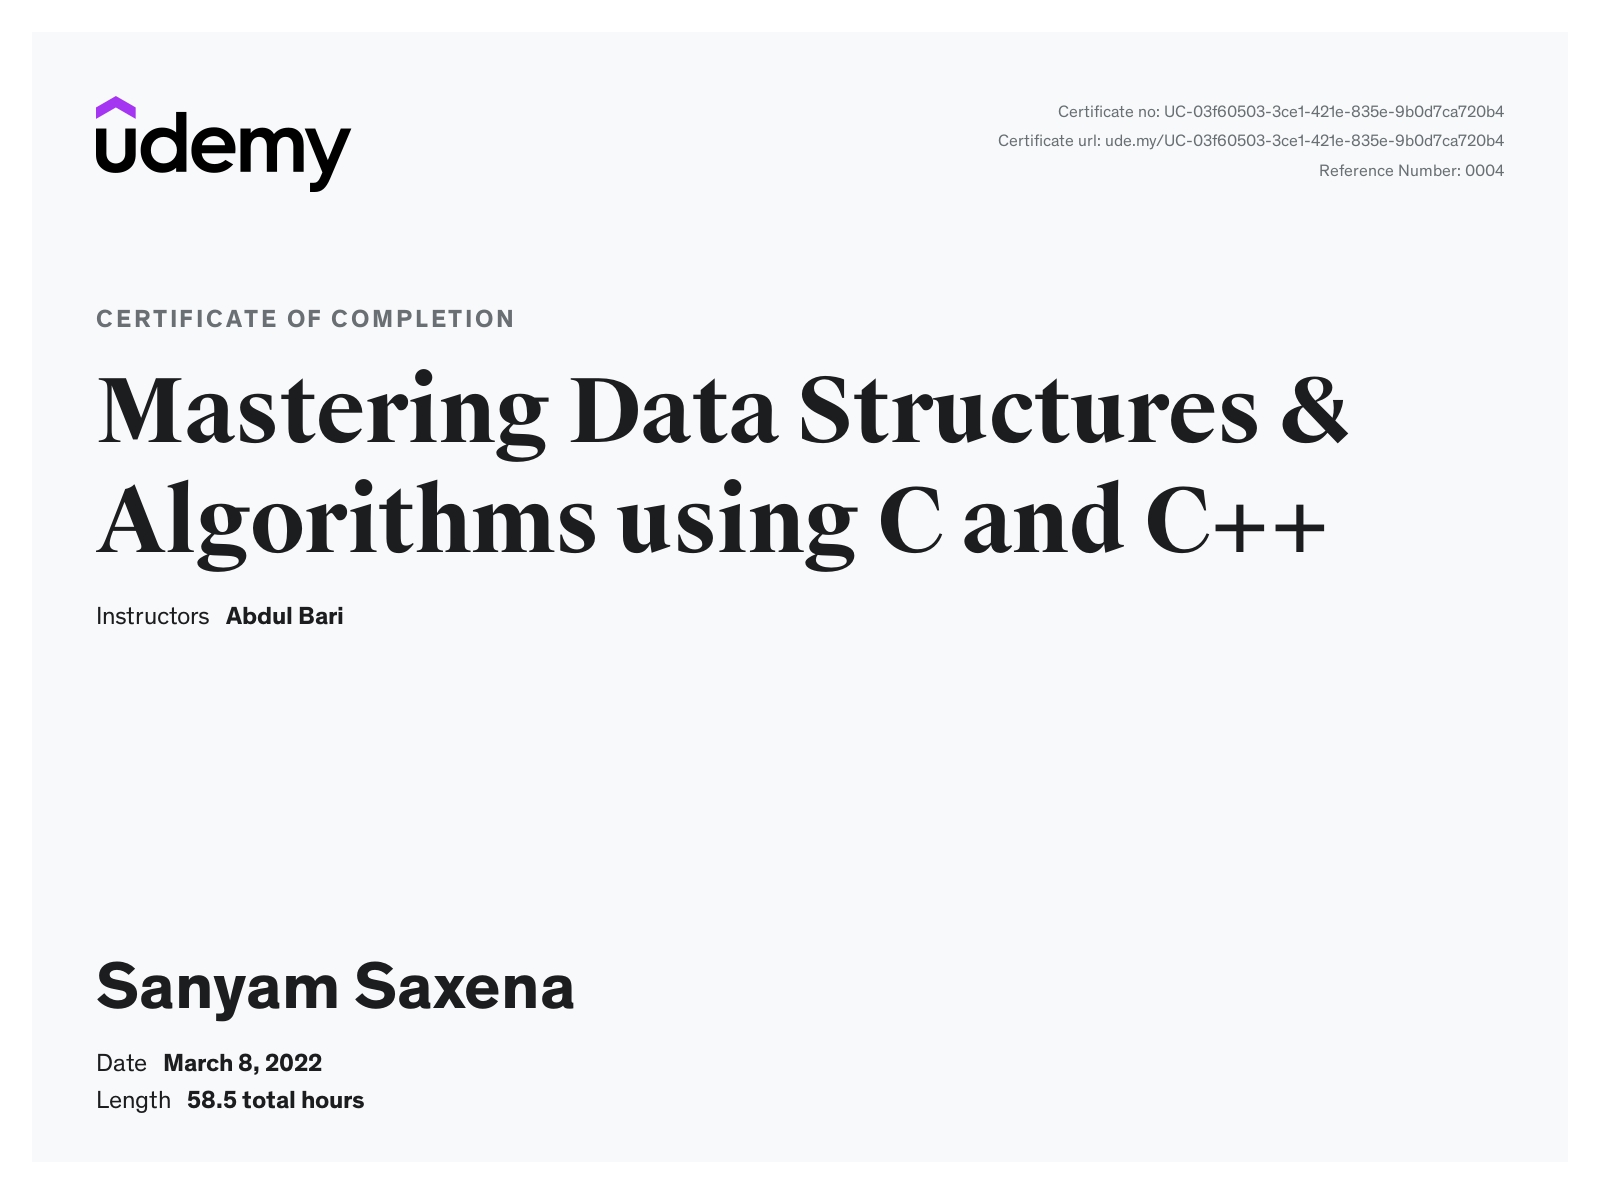 udemy
Certificate no: UC-03f60503-3ce1-421e-835e-9b0d7ca720b4
Certificate url: ude.my/UC-03f60503-3ce1-421e-835e-9b0d7ca720b4
Reference Number: 0004
CERTIFICATE OF COMPLETION
Mastering Data Structures &
Algorithms using C and C++
Instructors Abdul Bari
Sanyam Saxena
Date March 8, 2022
Length 58.5 total hours